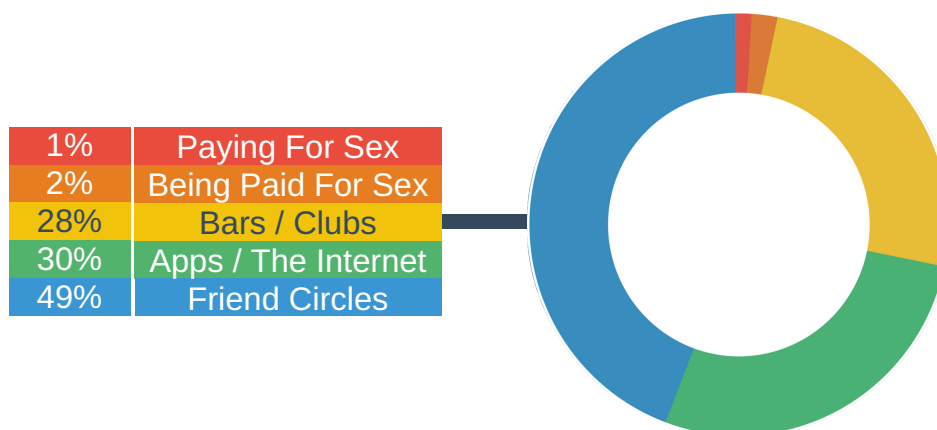 1% Paying For Sex
2% Being Paid For Sex
28% Bars / Clubs
30% Apps / The Internet
49% Friend Circles